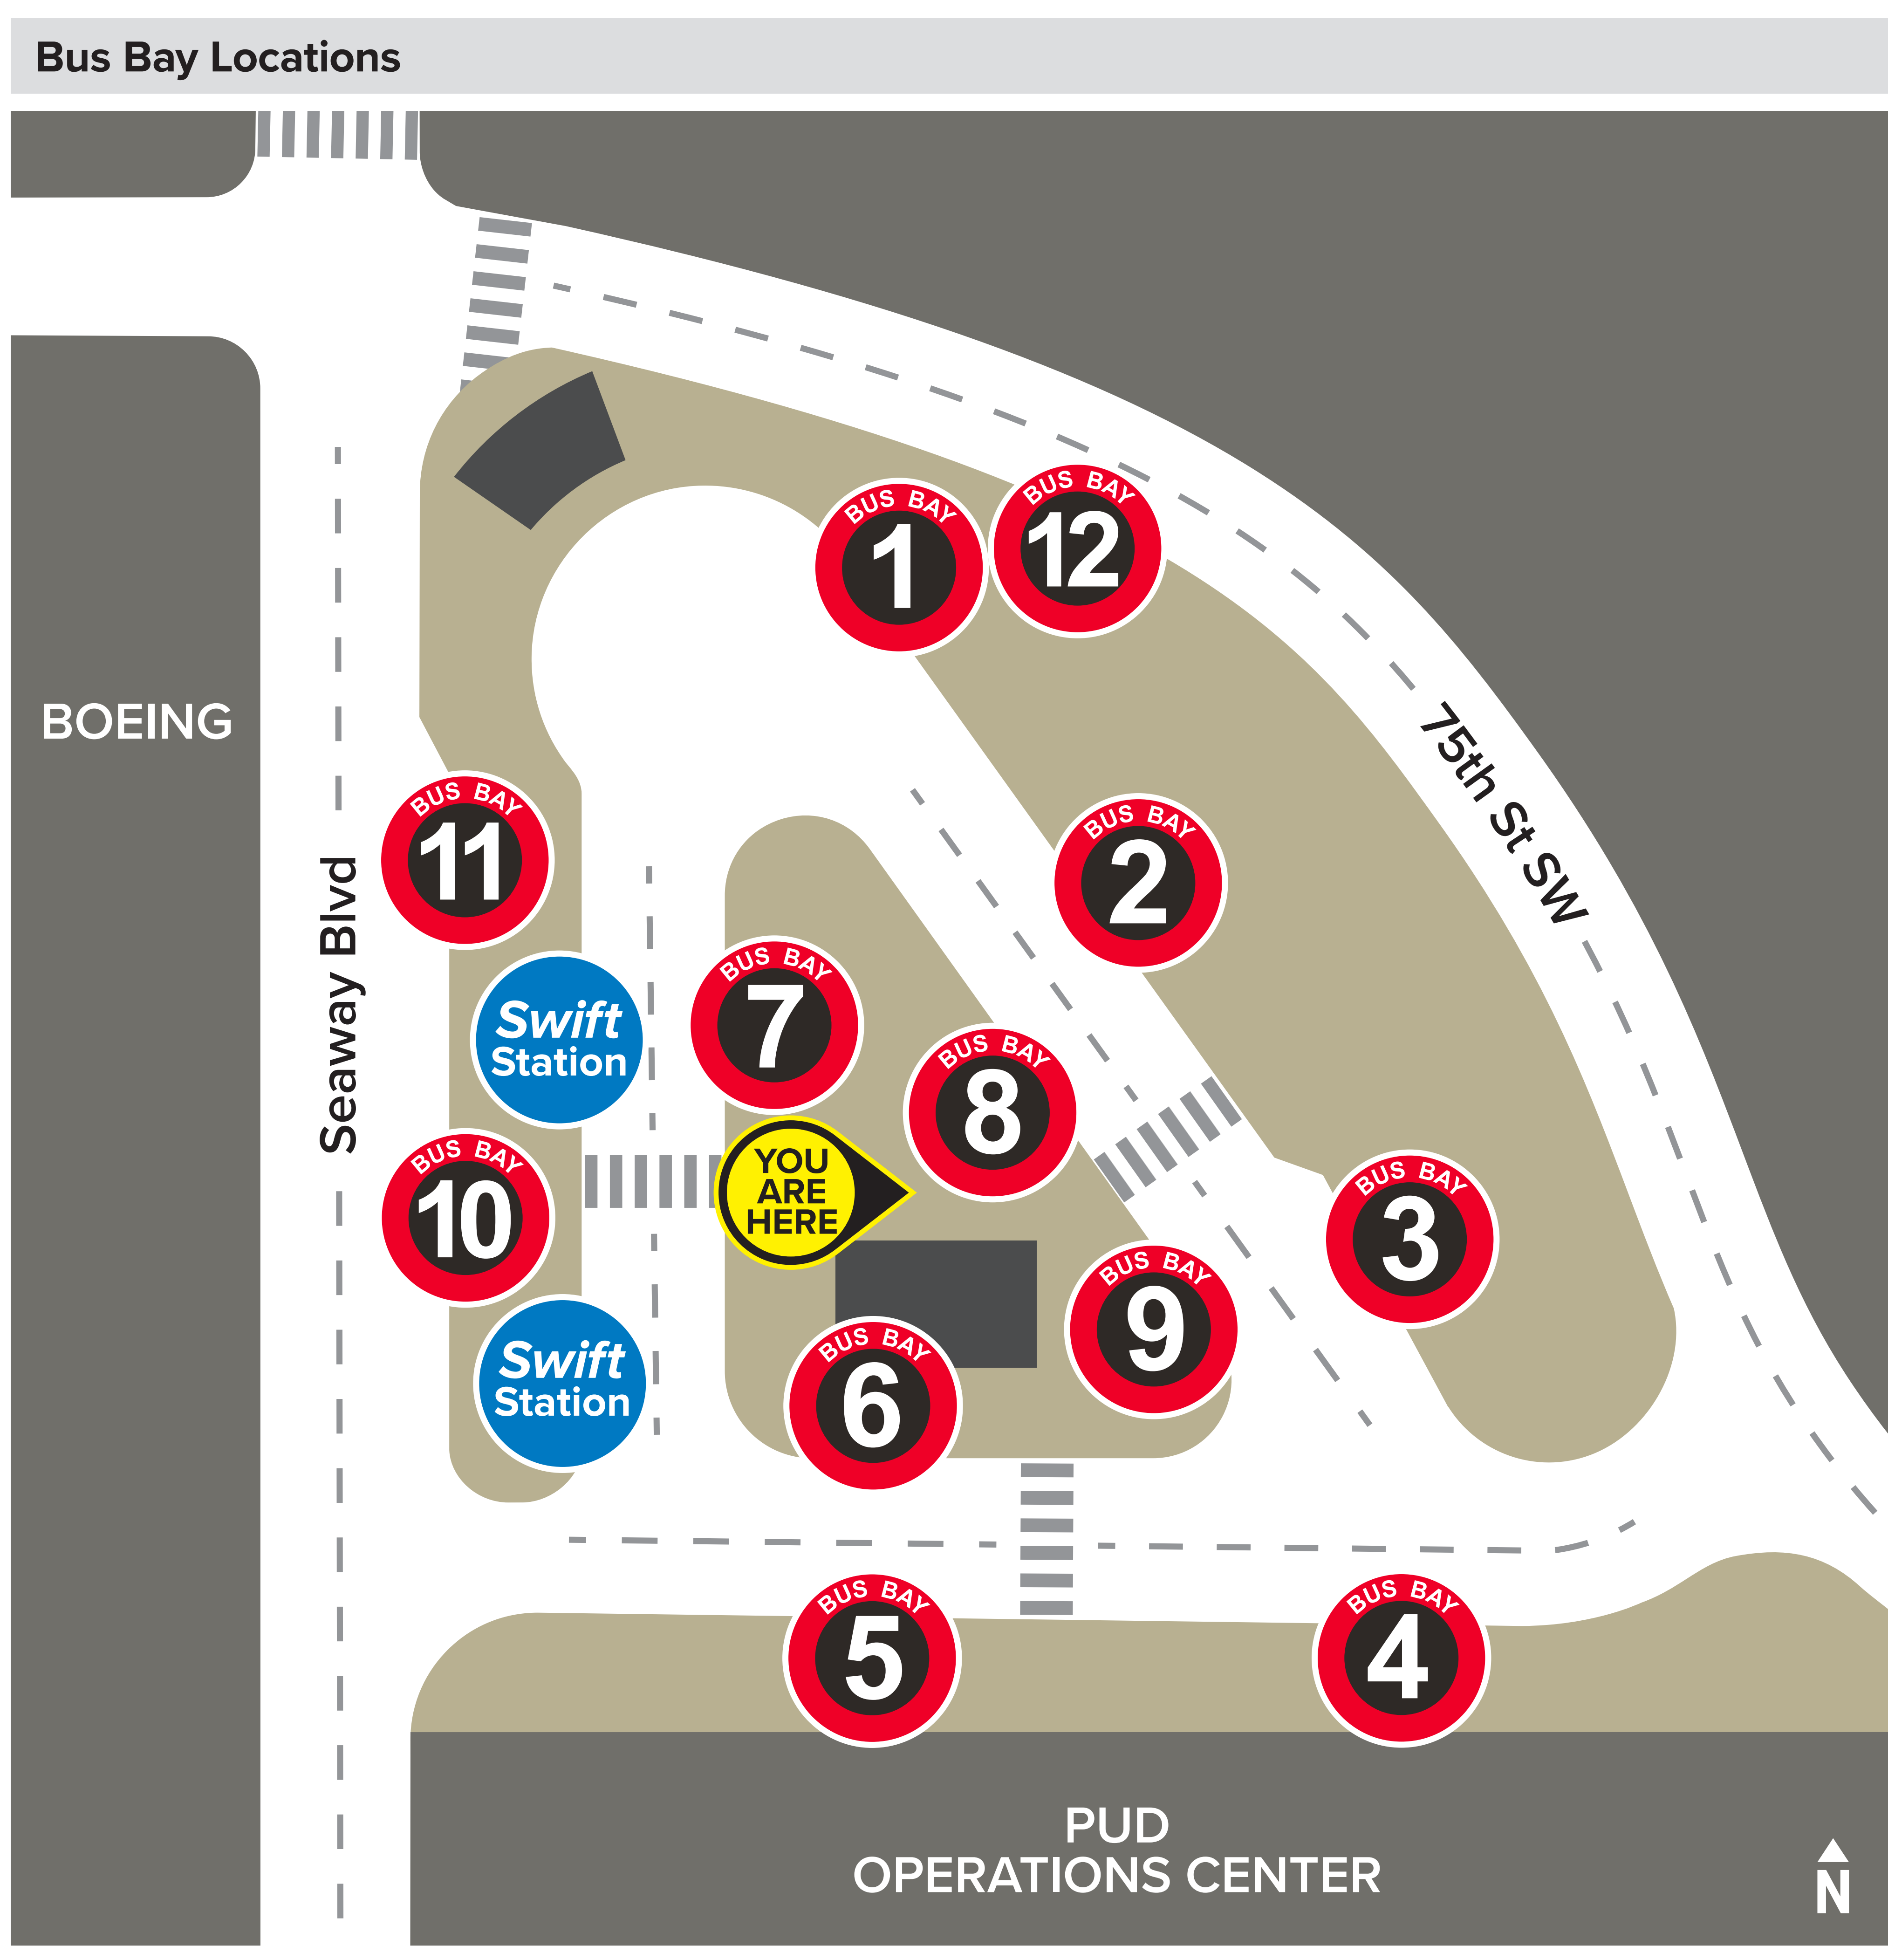 Bus Bay Locations
BUS BAY
1
BUS BAY
12
75th St SW
BOEING
BUS BAY
11
BUS BAY
2
Seaway Blvd
Swift
Station
BUS BAY
7
BUS BAY
8
YOU
ARE
HERE
BUS BAY
10
BUS BAY
3
BUS BAY
9
Swift
Station
BUS BAY
6
BUS BAY
5
BUS BAY
4
PUD
OPERATIONS CENTER
N